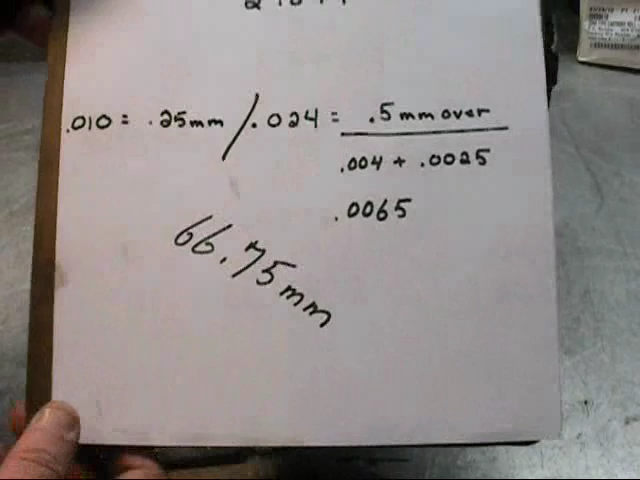 .010 = .25mm / .024 = .5mm over
.004 + .0025
.0065
66.75mm